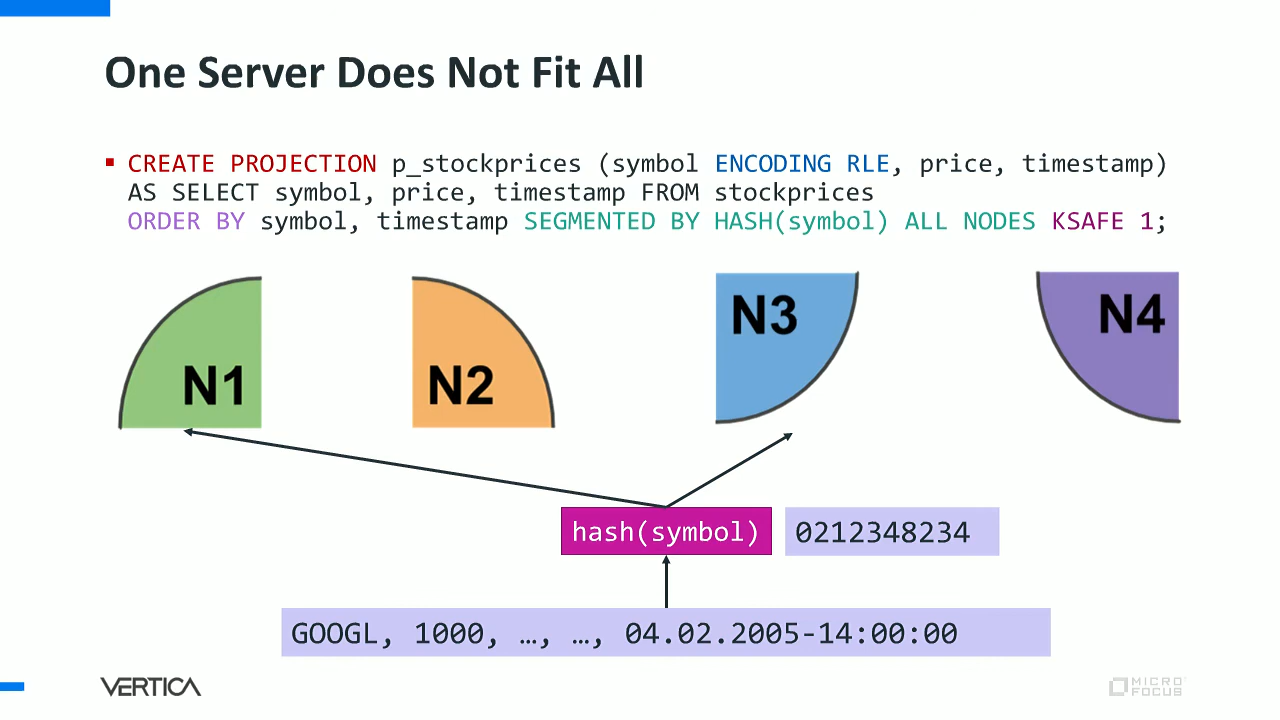 One Server Does Not Fit All
▪ CREATE PROJECTION p_stockprices (symbol ENCODING RLE, price, timestamp)
AS SELECT symbol, price, timestamp FROM stockprices
ORDER BY symbol, timestamp SEGMENTED BY HASH(symbol) ALL NODES KSAFE 1;
N1
N2
N3
N4
hash(symbol)
0212348234
GOOGL, 1000, …, …, 04.02.2005-14:00:00
VERTICA
MICRO
FOCUS